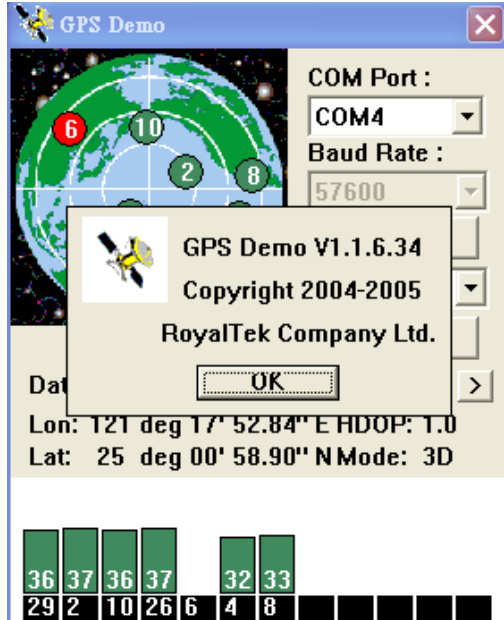 GPS Demo
COM Port :
COM4
Baud Rate :
57600
6
10
2
8
GPS Demo V1.1.6.34
Copyright 2004-2005
RoyalTek Company Ltd.
OK
>
Lon: 121 deg 17' 52.84" E HDOP: 1.0
Lat: 25 deg 00' 58.90" N Mode: 3D
36 37 36 37 32 33
29 2 10 26 6 4 8